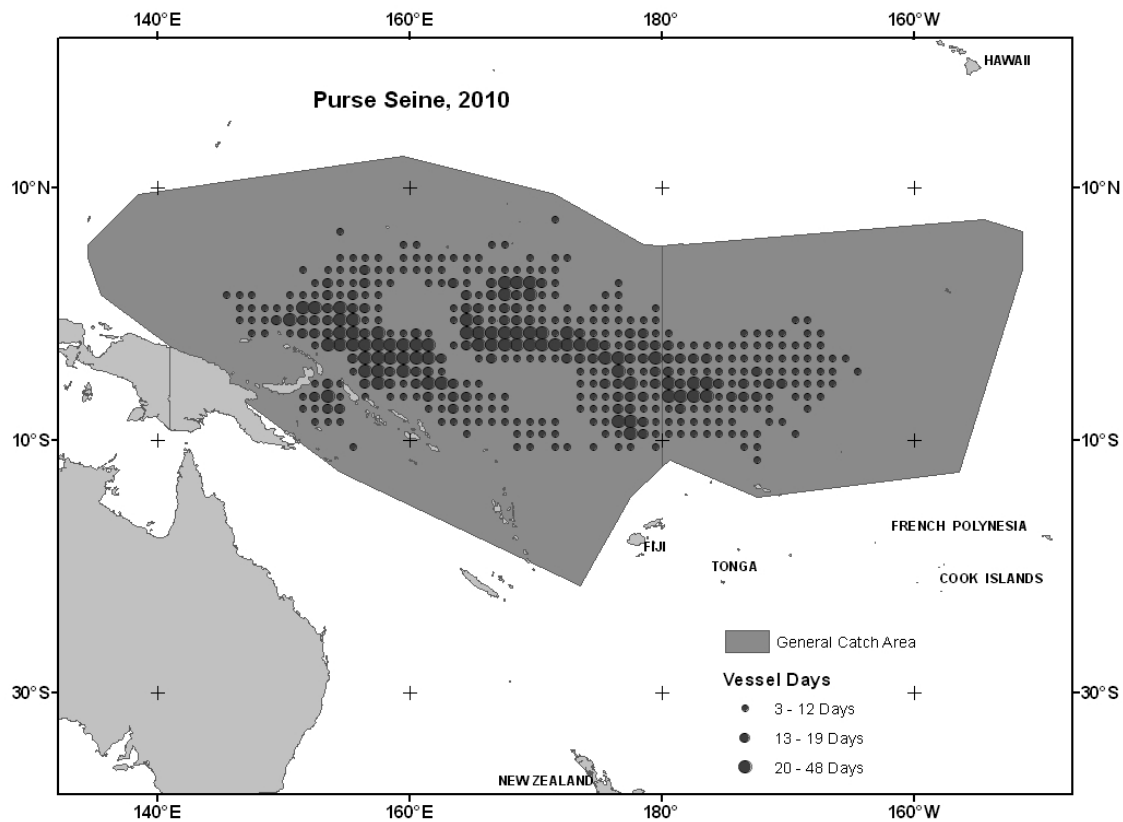 140°E 160°E 180° 160°W
HAWAII
Purse Seine, 2010
10°N 10°N
10°S 10°S
FRENCH POLYNESIA
FIJI
TONGA
COOK ISLANDS
General Catch Area
Vessel Days
30°S 30°S
3 - 12 Days
13 - 19 Days
20 - 48 Days
NEW ZEALAND
140°E 160°E 180° 160°W